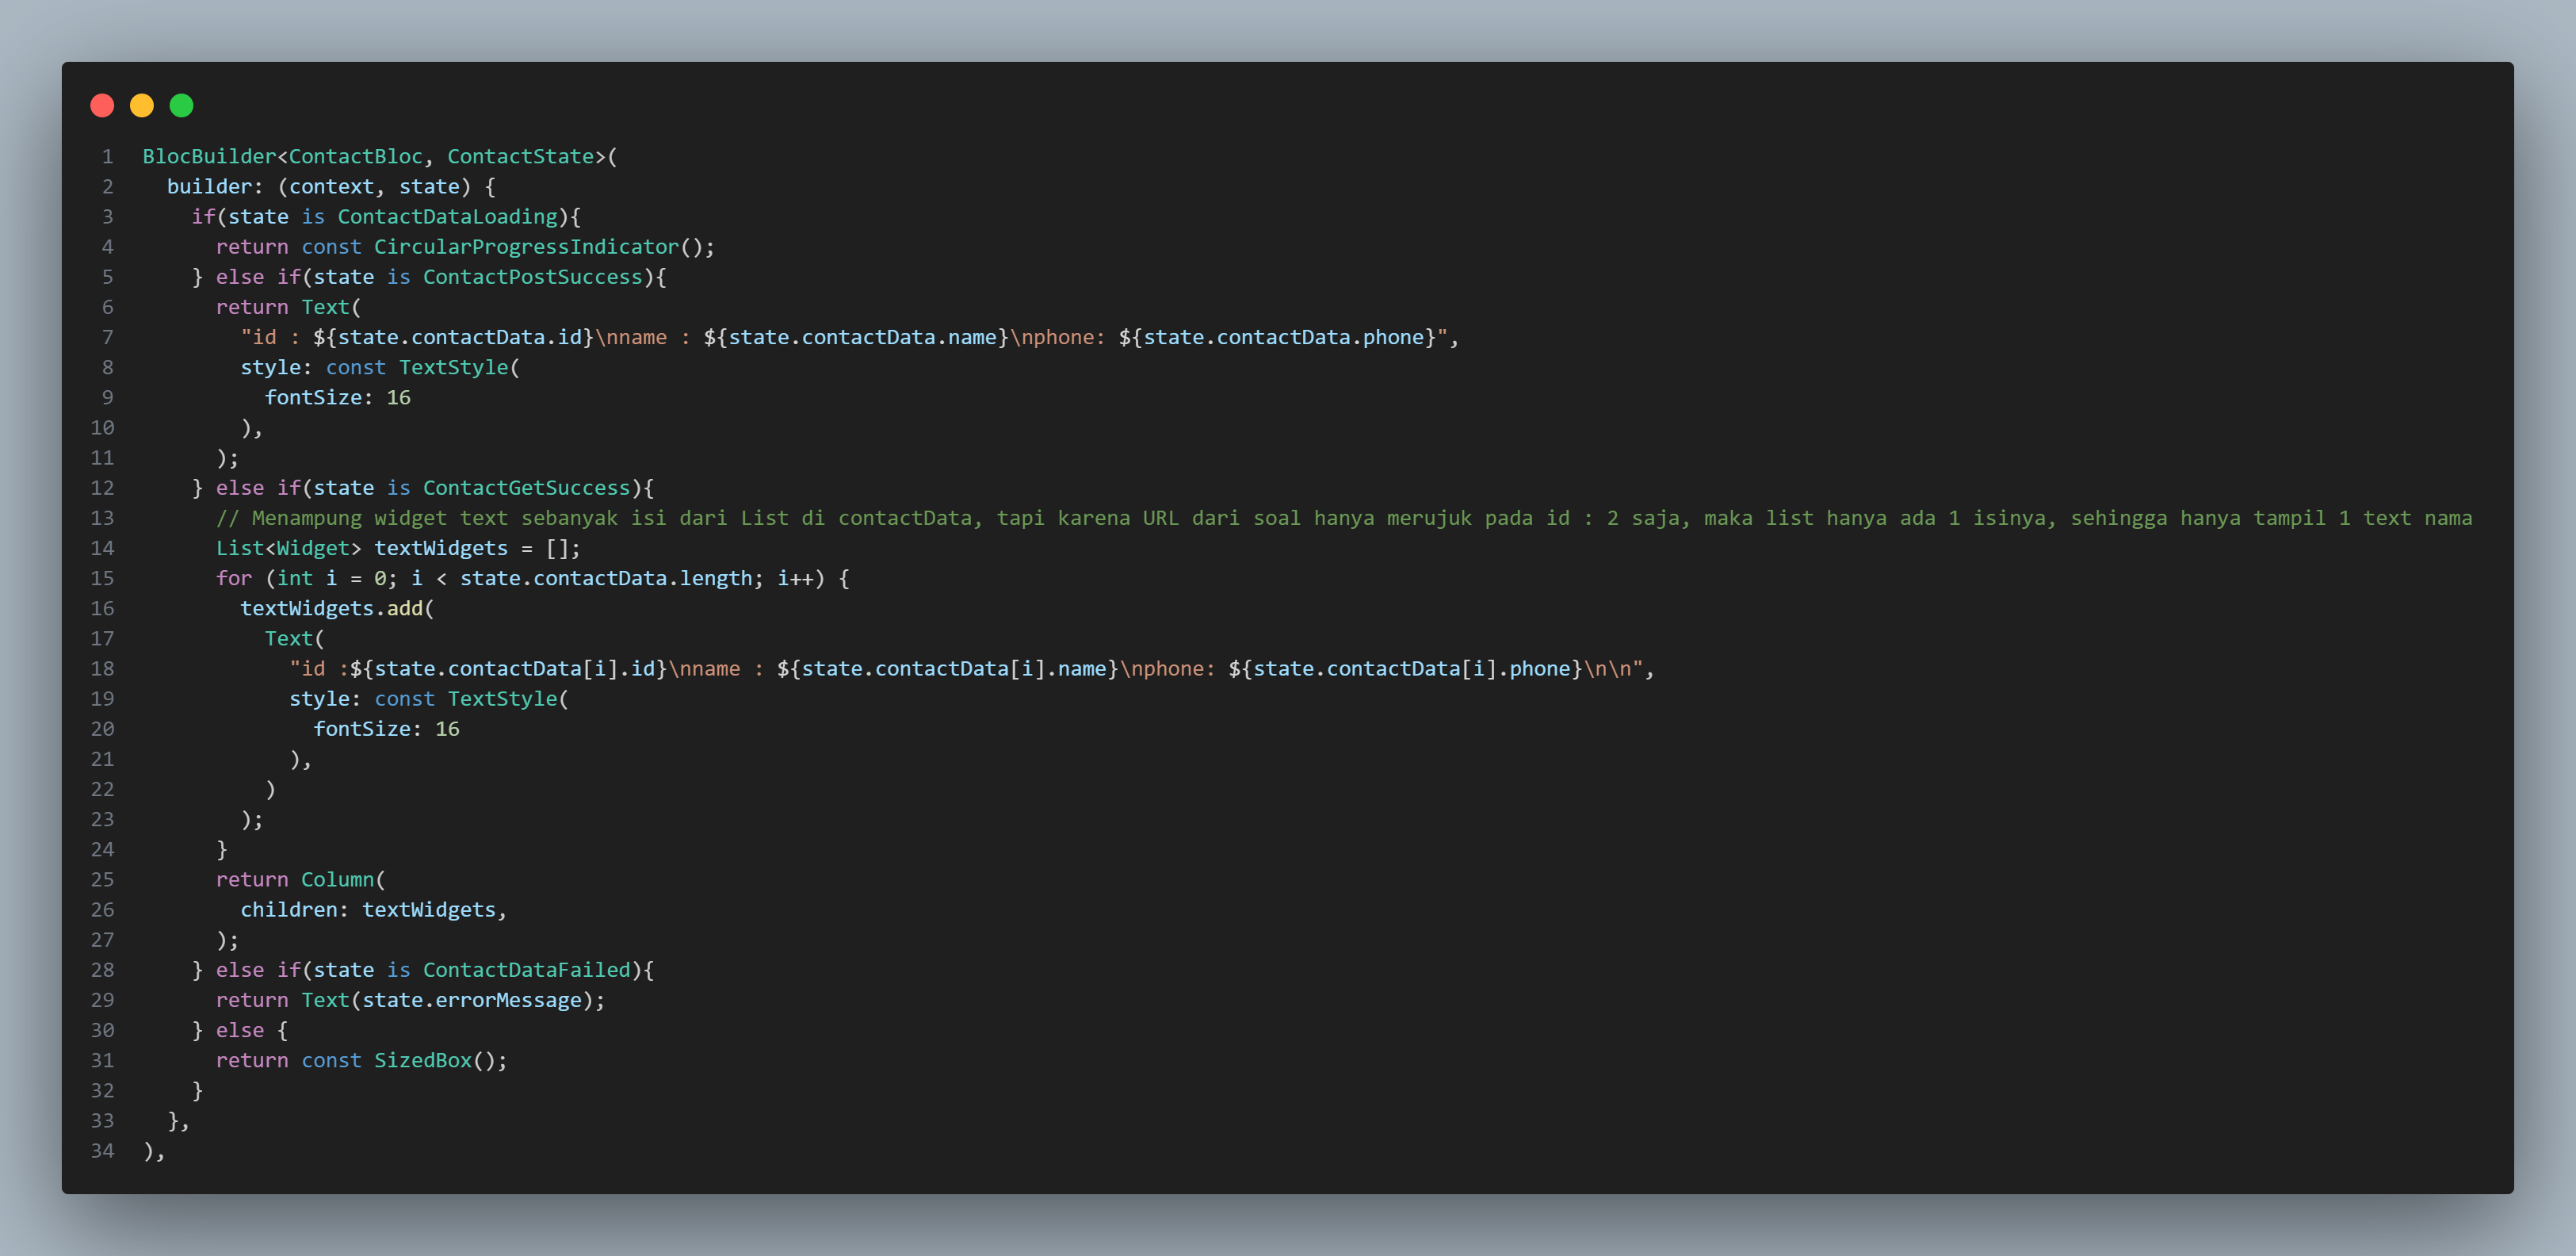 1 BlocBuilder<ContactBloc, ContactState>(
2   builder: (context, state) {
3     if(state is ContactDataLoading){
4       return const CircularProgressIndicator();
5     } else if(state is ContactPostSuccess){
6       return Text(
7         "id : ${state.contactData.id}\nname : ${state.contactData.name}\nphone: ${state.contactData.phone}",
8         style: const TextStyle(
9           fontSize: 16
10         ),
11       );
12     } else if(state is ContactGetSuccess){
13       // Menampung widget text sebanyak isi dari List di contactData, tapi karena URL dari soal hanya merujuk pada id : 2 saja, maka list hanya ada 1 isinya, sehingga hanya tampil 1 text nama
14       List<Widget> textWidgets = [];
15       for (int i = 0; i < state.contactData.length; i++) {
16         textWidgets.add(
17           Text(
18             "id :${state.contactData[i].id}\nname : ${state.contactData[i].name}\nphone: ${state.contactData[i].phone}\n\n",
19             style: const TextStyle(
20               fontSize: 16
21             ),
22           )
23         );
24       }
25       return Column(
26         children: textWidgets,
27       );
28     } else if(state is ContactDataFailed){
29       return Text(state.errorMessage);
30     } else {
31       return const SizedBox();
32     }
33   },
34 ),